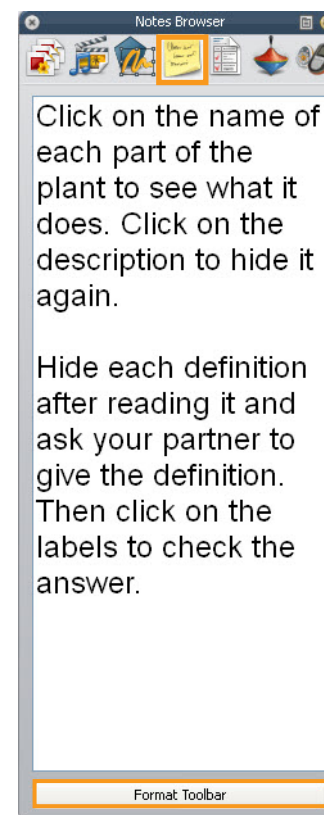 Notes Browser
Click on the name of
each part of the
plant to see what it
does. Click on the
description to hide it
again.
Hide each definition
after reading it and
ask your partner to
give the definition.
Then click on the
labels to check the
answer.
Format Toolbar